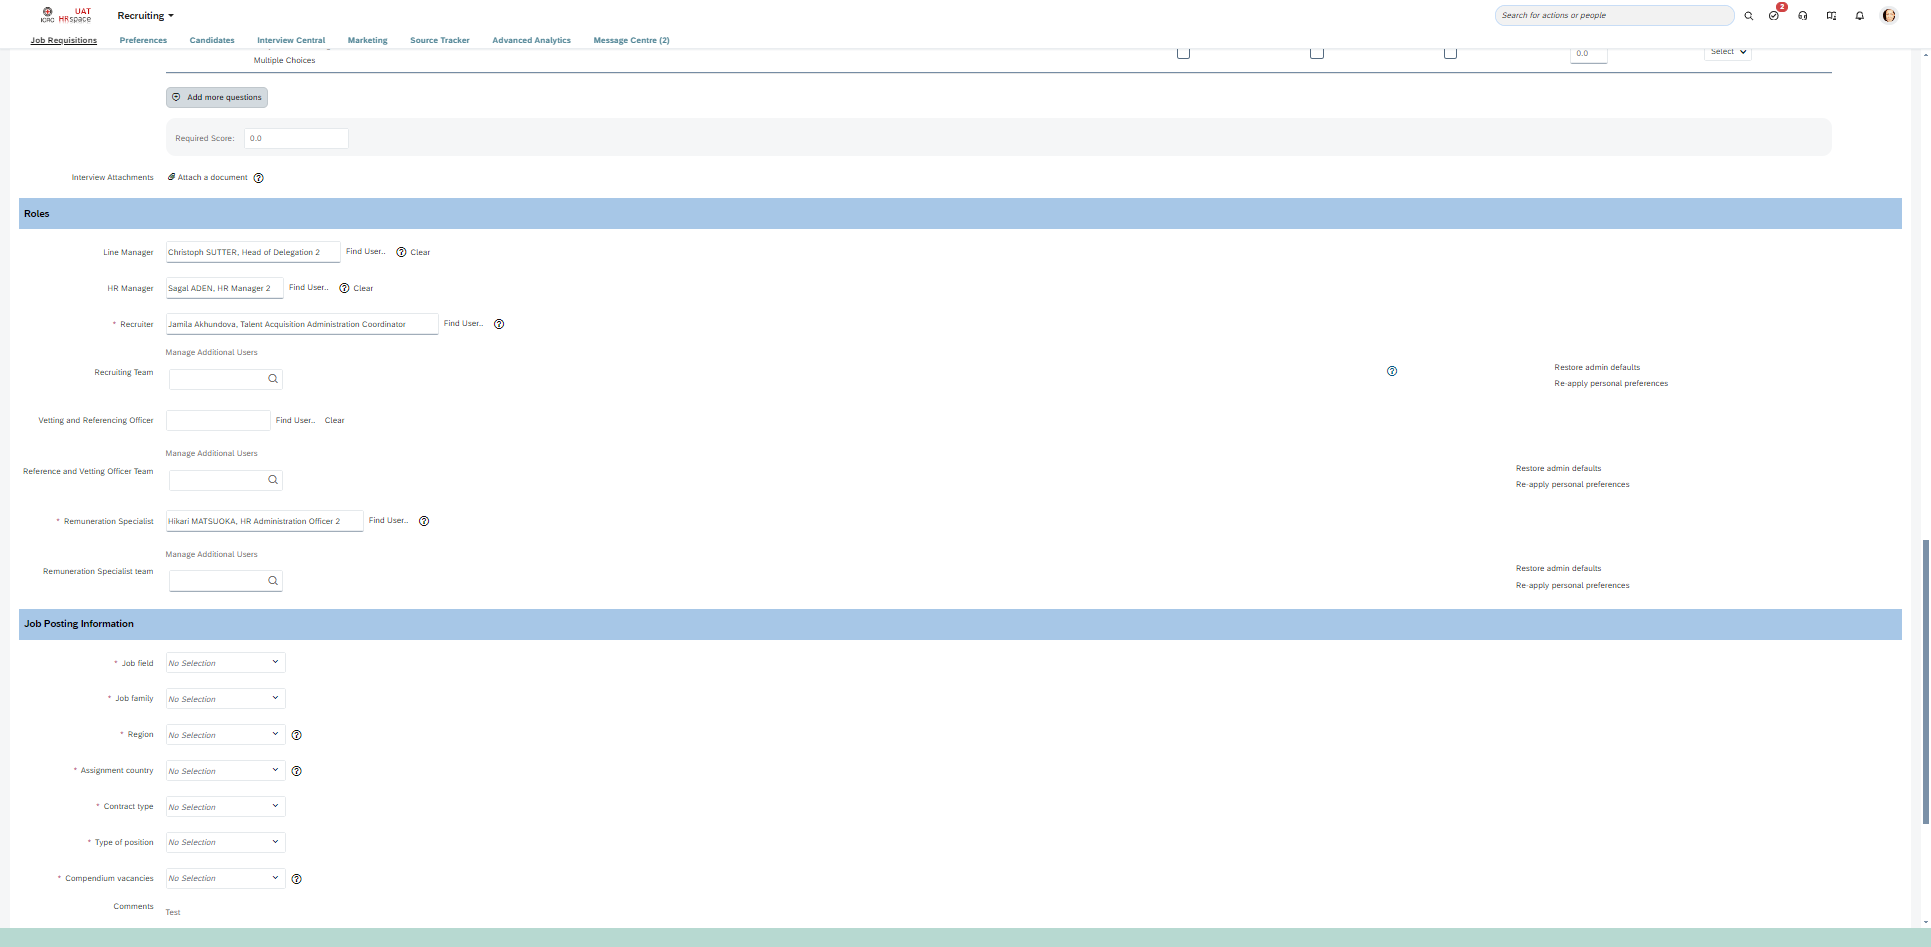 ICRC UAT HRspace
Recruiting
Search for actions or people
2
Job Requisitions Preferences Candidates Interview Central Marketing Source Tracker Advanced Analytics Message Centre (2)
Multiple Choices
0.0
Select
Add more questions
Required Score: 0.0
Interview Attachments Attach a document
Roles
Line Manager Christoph SUTTER, Head of Delegation 2 Find User.. Clear
HR Manager Sagal ADEN, HR Manager 2 Find User.. Clear
* Recruiter Jamila Akhundova, Talent Acquisition Administration Coordinator Find User..
Manage Additional Users
Recruiting Team
Restore admin defaults
Re-apply personal preferences
Vetting and Referencing Officer Find User.. Clear
Manage Additional Users
Reference and Vetting Officer Team
Restore admin defaults
Re-apply personal preferences
* Remuneration Specialist Hikari MATSUOKA, HR Administration Officer 2 Find User..
Manage Additional Users
Remuneration Specialist team
Restore admin defaults
Re-apply personal preferences
Job Posting Information
* Job field No Selection
* Job family No Selection
* Region No Selection
* Assignment country No Selection
* Contract type No Selection
* Type of position No Selection
* Compendium vacancies No Selection
Comments
Test